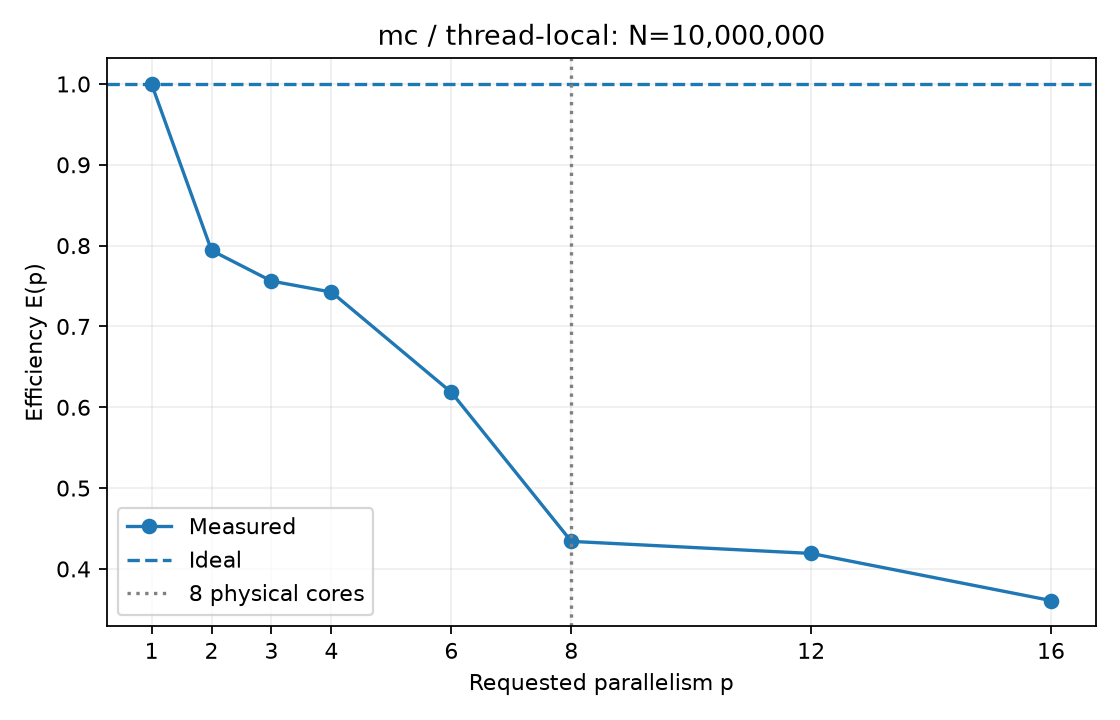 mc / thread-local: N=10,000,000
Efficiency E(p)
1.0
0.9
0.8
0.7
0.6
0.5
0.4
Measured
Ideal
8 physical cores
1 2 3 4 6 8 12 16
Requested parallelism p